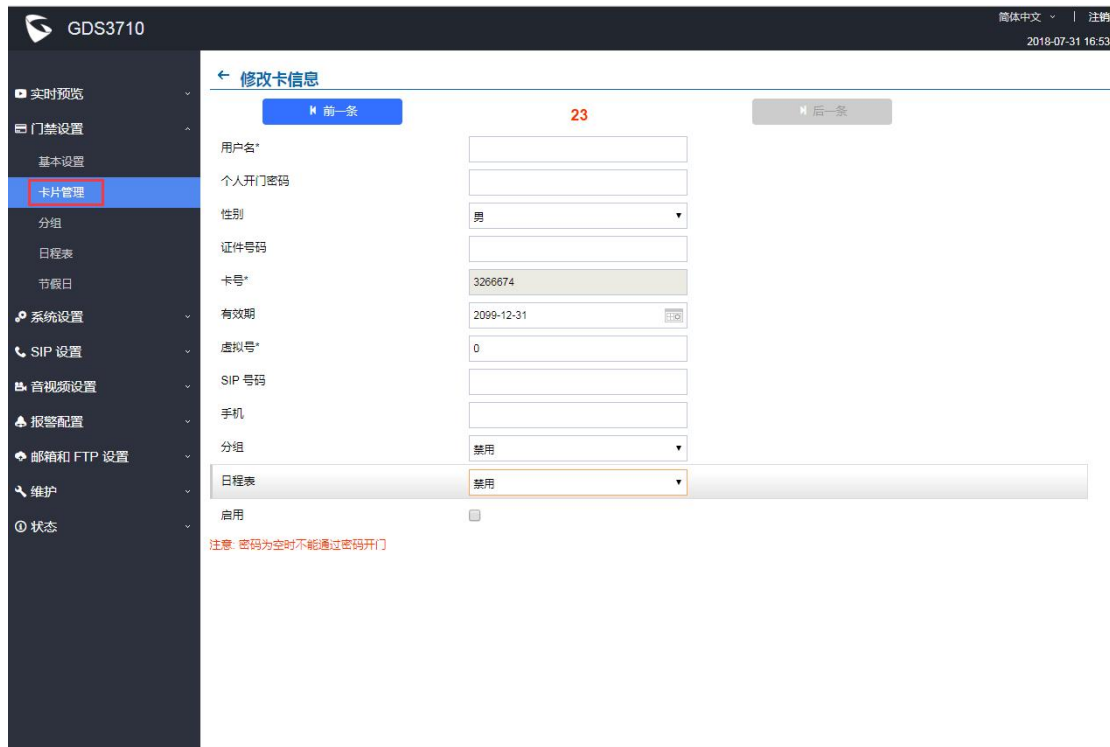 GDS3710
简体中文 | 注销
2018-07-31 16:53
实时预览
门禁设置
基本设置
卡片管理
分组
日程表
节假日
系统设置
SIP 设置
音视频设置
报警配置
邮箱和 FTP 设置
维护
状态
← 修改卡信息
前一条
23
后一条
用户名*
个人开门密码
性别 男
证件号码
卡号* 3266674
有效期 2099-12-31
虚拟号* 0
SIP 号码
手机
分组 禁用
日程表 禁用
启用
注意: 密码为空时不能通过密码开门